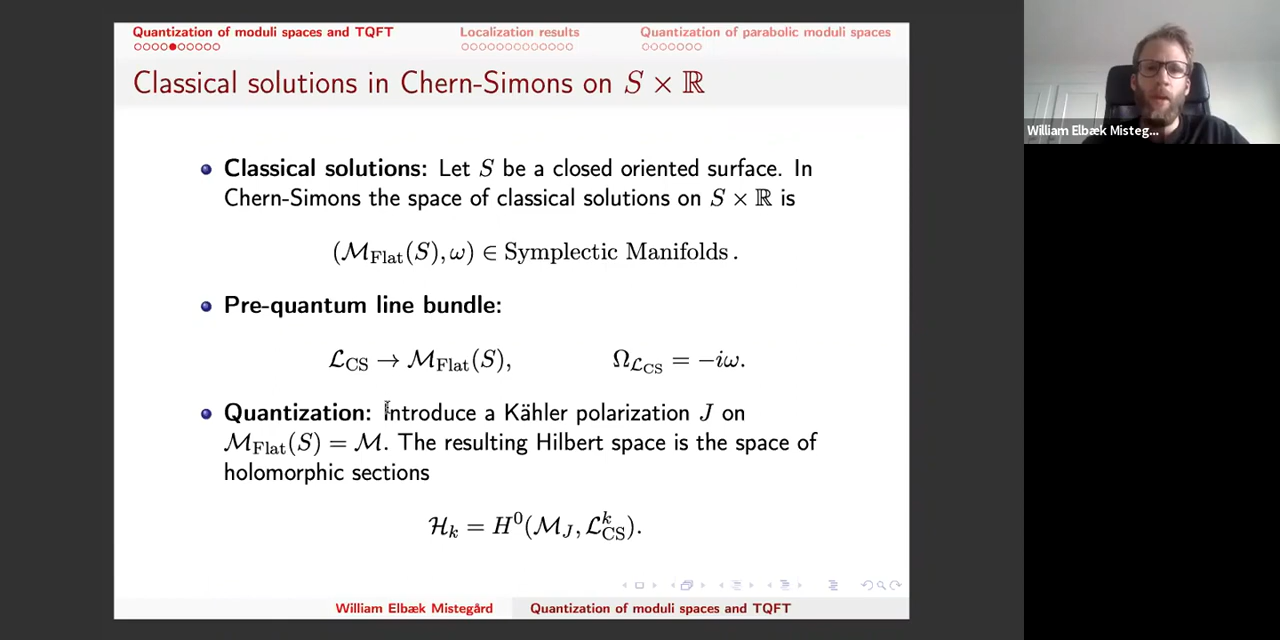 Quantization of moduli spaces and TQFT Localization results Quantization of parabolic moduli spaces
Classical solutions in Chern-Simons on S × ℝ
Classical solutions: Let S be a closed oriented surface. In
Chern-Simons the space of classical solutions on S × ℝ is
(ℳ_Flat(S), ω) ∈ Symplectic Manifolds .
Pre-quantum line bundle:
ℒ_CS → ℳ_Flat(S), Ω_ℒ_CS = −iω.
Quantization: Introduce a Kähler polarization J on
ℳ_Flat(S) = ℳ. The resulting Hilbert space is the space of
holomorphic sections
ℋ_k = H^0(ℳ_J, ℒ^k_CS).
William Elbæk Mistegård Quantization of moduli spaces and TQFT
William Elbæk Misteg...